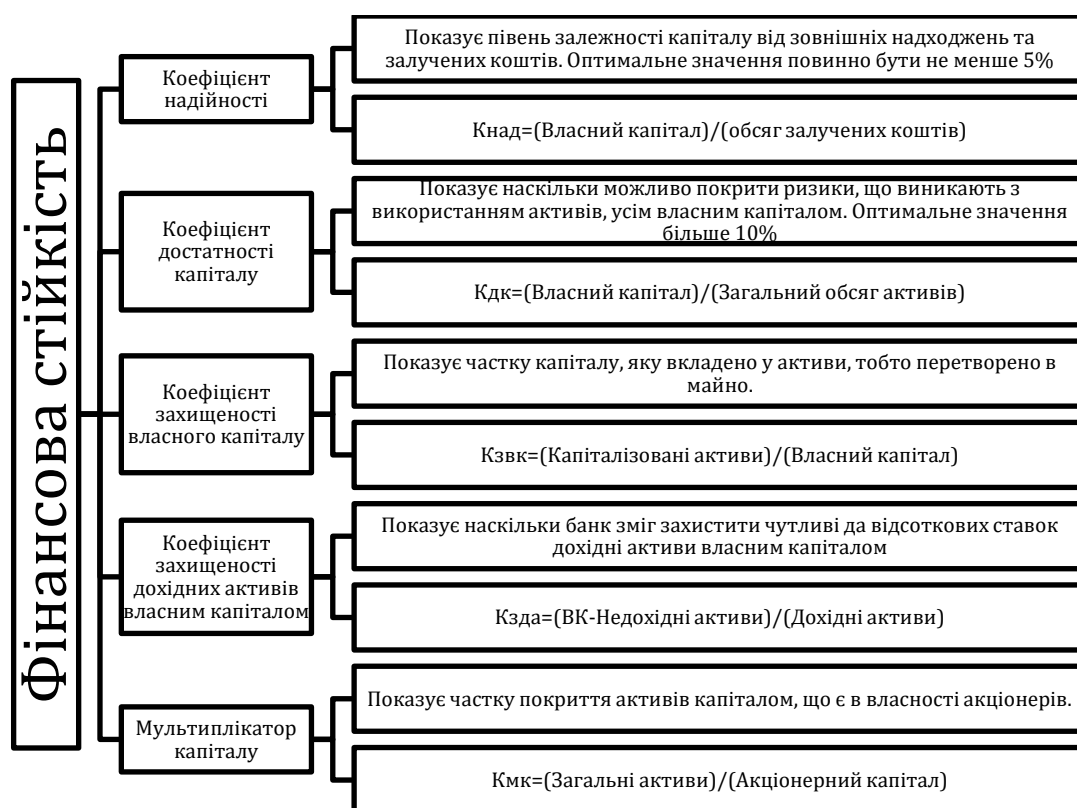 Фінансова стійкість
Коефіцієнт
надійності
Показує півень залежності капіталу від зовнішніх надходжень та
залучених коштів. Оптимальне значення повинно бути не менше 5%
Кнад=(Власний капітал)/(обсяг залучених коштів)
Коефіцієнт
достатності
капіталу
Показує наскільки можливо покрити ризики, що виникають з
використанням активів, усім власним капіталом. Оптимальне значення
більше 10%
Кдк=(Власний капітал)/(Загальний обсяг активів)
Коефіцієнт
захищеності
власного капіталу
Показує частку капіталу, яку вкладено у активи, тобто перетворено в
майно.
Кзвк=(Капіталізовані активи)/(Власний капітал)
Коефіцієнт
захищеності
дохідних активів
власним капіталом
Показує наскільки банк зміг захистити чутливі да відсоткових ставок
дохідні активи власним капіталом
Кзда=(ВК-Недохідні активи)/(Дохідні активи)
Мультиплікатор
капіталу
Показує частку покриття активів капіталом, що є в власності акціонерів.
Кмк=(Загальні активи)/(Акціонерний капітал)